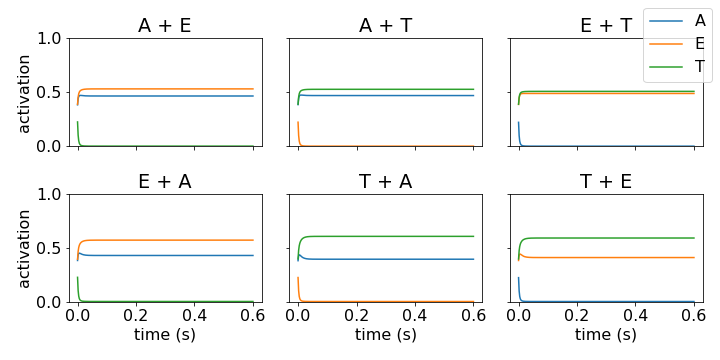 A + E
A + T
E + T
A
E
T
1.0
0.5
0.0
activation
E + A
T + A
T + E
1.0
0.5
0.0
activation
0.0 0.2 0.4 0.6
0.0 0.2 0.4 0.6
0.0 0.2 0.4 0.6
time (s)
time (s)
time (s)